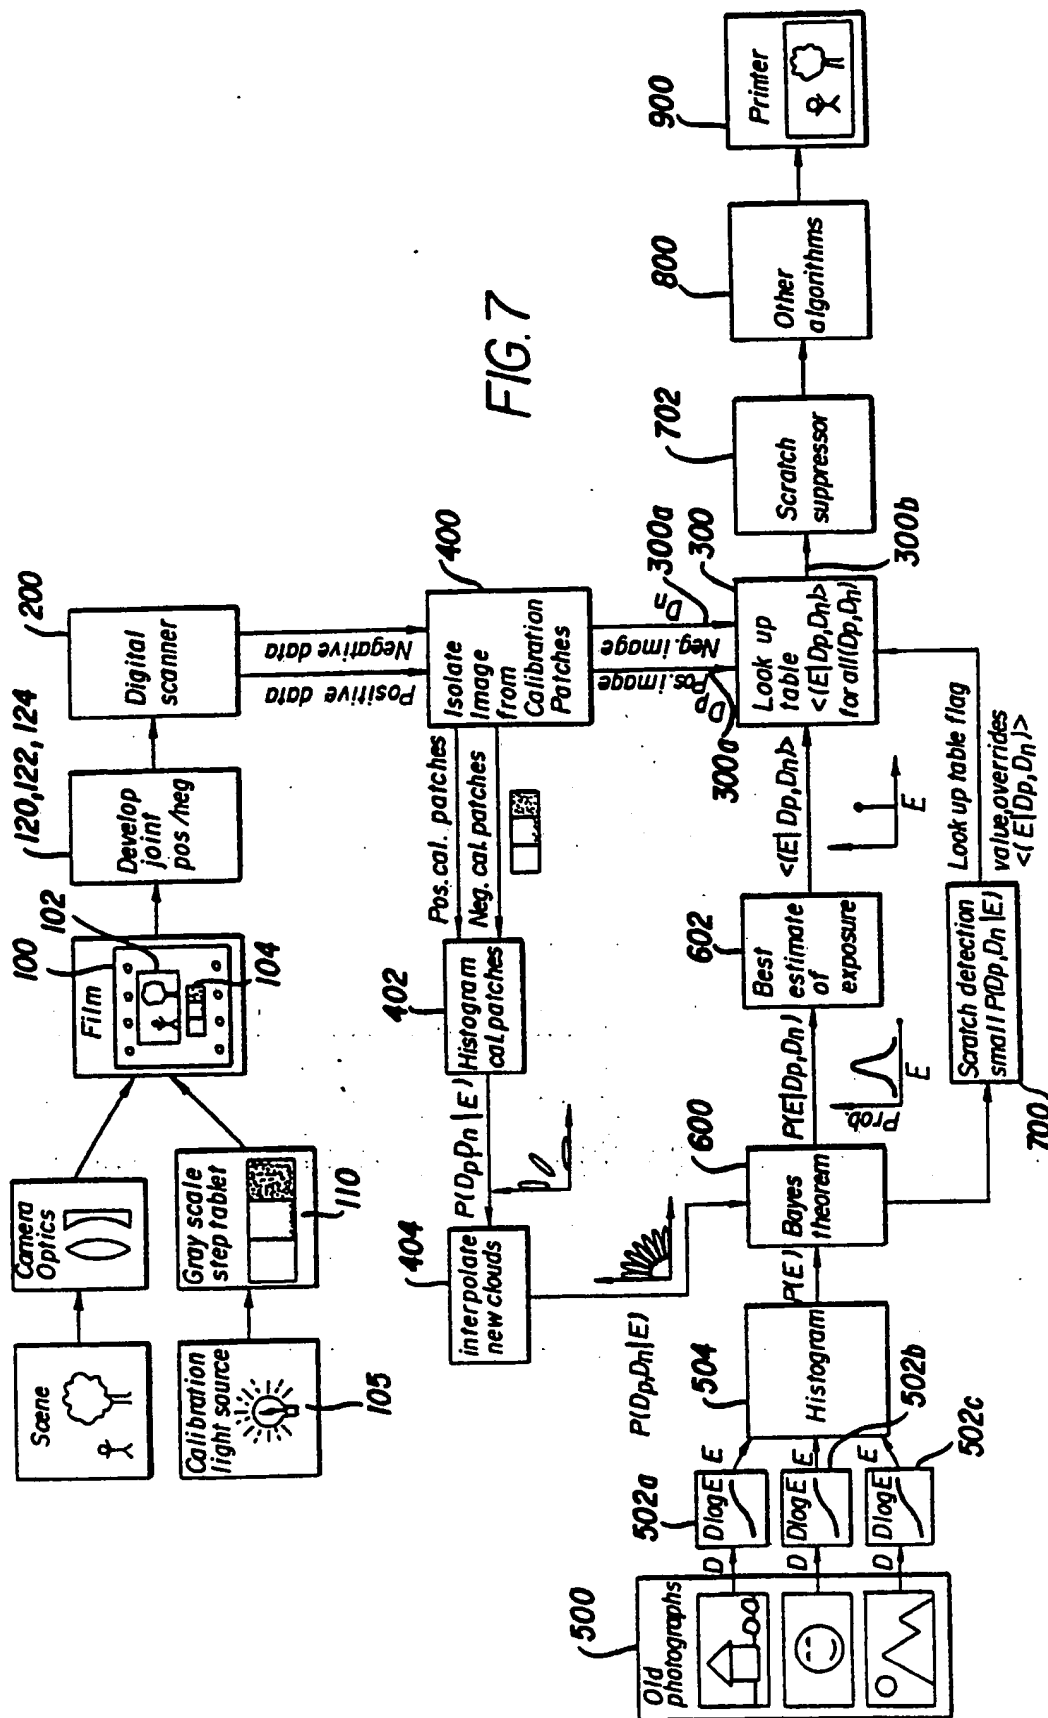 FIG. 7
Scene
Camera
Optics
Calibration
light source
105
Gray scale
step tablet
110
Film
100
102
104
Develop
joint
pos /neg
120, 122, 124
Digital
scanner
200
Negative data
Positive data
Isolate
Image
from
Calibration
Patches
400
Pos. cal. patches
Neg. cal. patches
Histogram
cal. patches
402
P(Dp,Dn|E)
interpolate
new clouds
404
P(Dp,Dn|E)
Dn
Neg. image
300a
Pos. image
Dp
300a
Old
photographs
500
D
D
D
DlogE
DlogE
DlogE
502a
502b
502c
E
E
E
Histogram
504
P(E)
Bayes
theorem
600
P(E|Dp,Dn)
Prob.
E
Best
estimate
of
exposure
602
<(E|Dp,Dn)>
E
Look up
table
<(E|Dp,Dn)>
for all(Dp,Dn)
300
300b
Scratch detection
small P(Dp,Dn|E)
700
Look up table flag
value, overrides
<(E|Dp,Dn)>
Scratch
suppressor
702
Other
algorithms
800
Printer
900